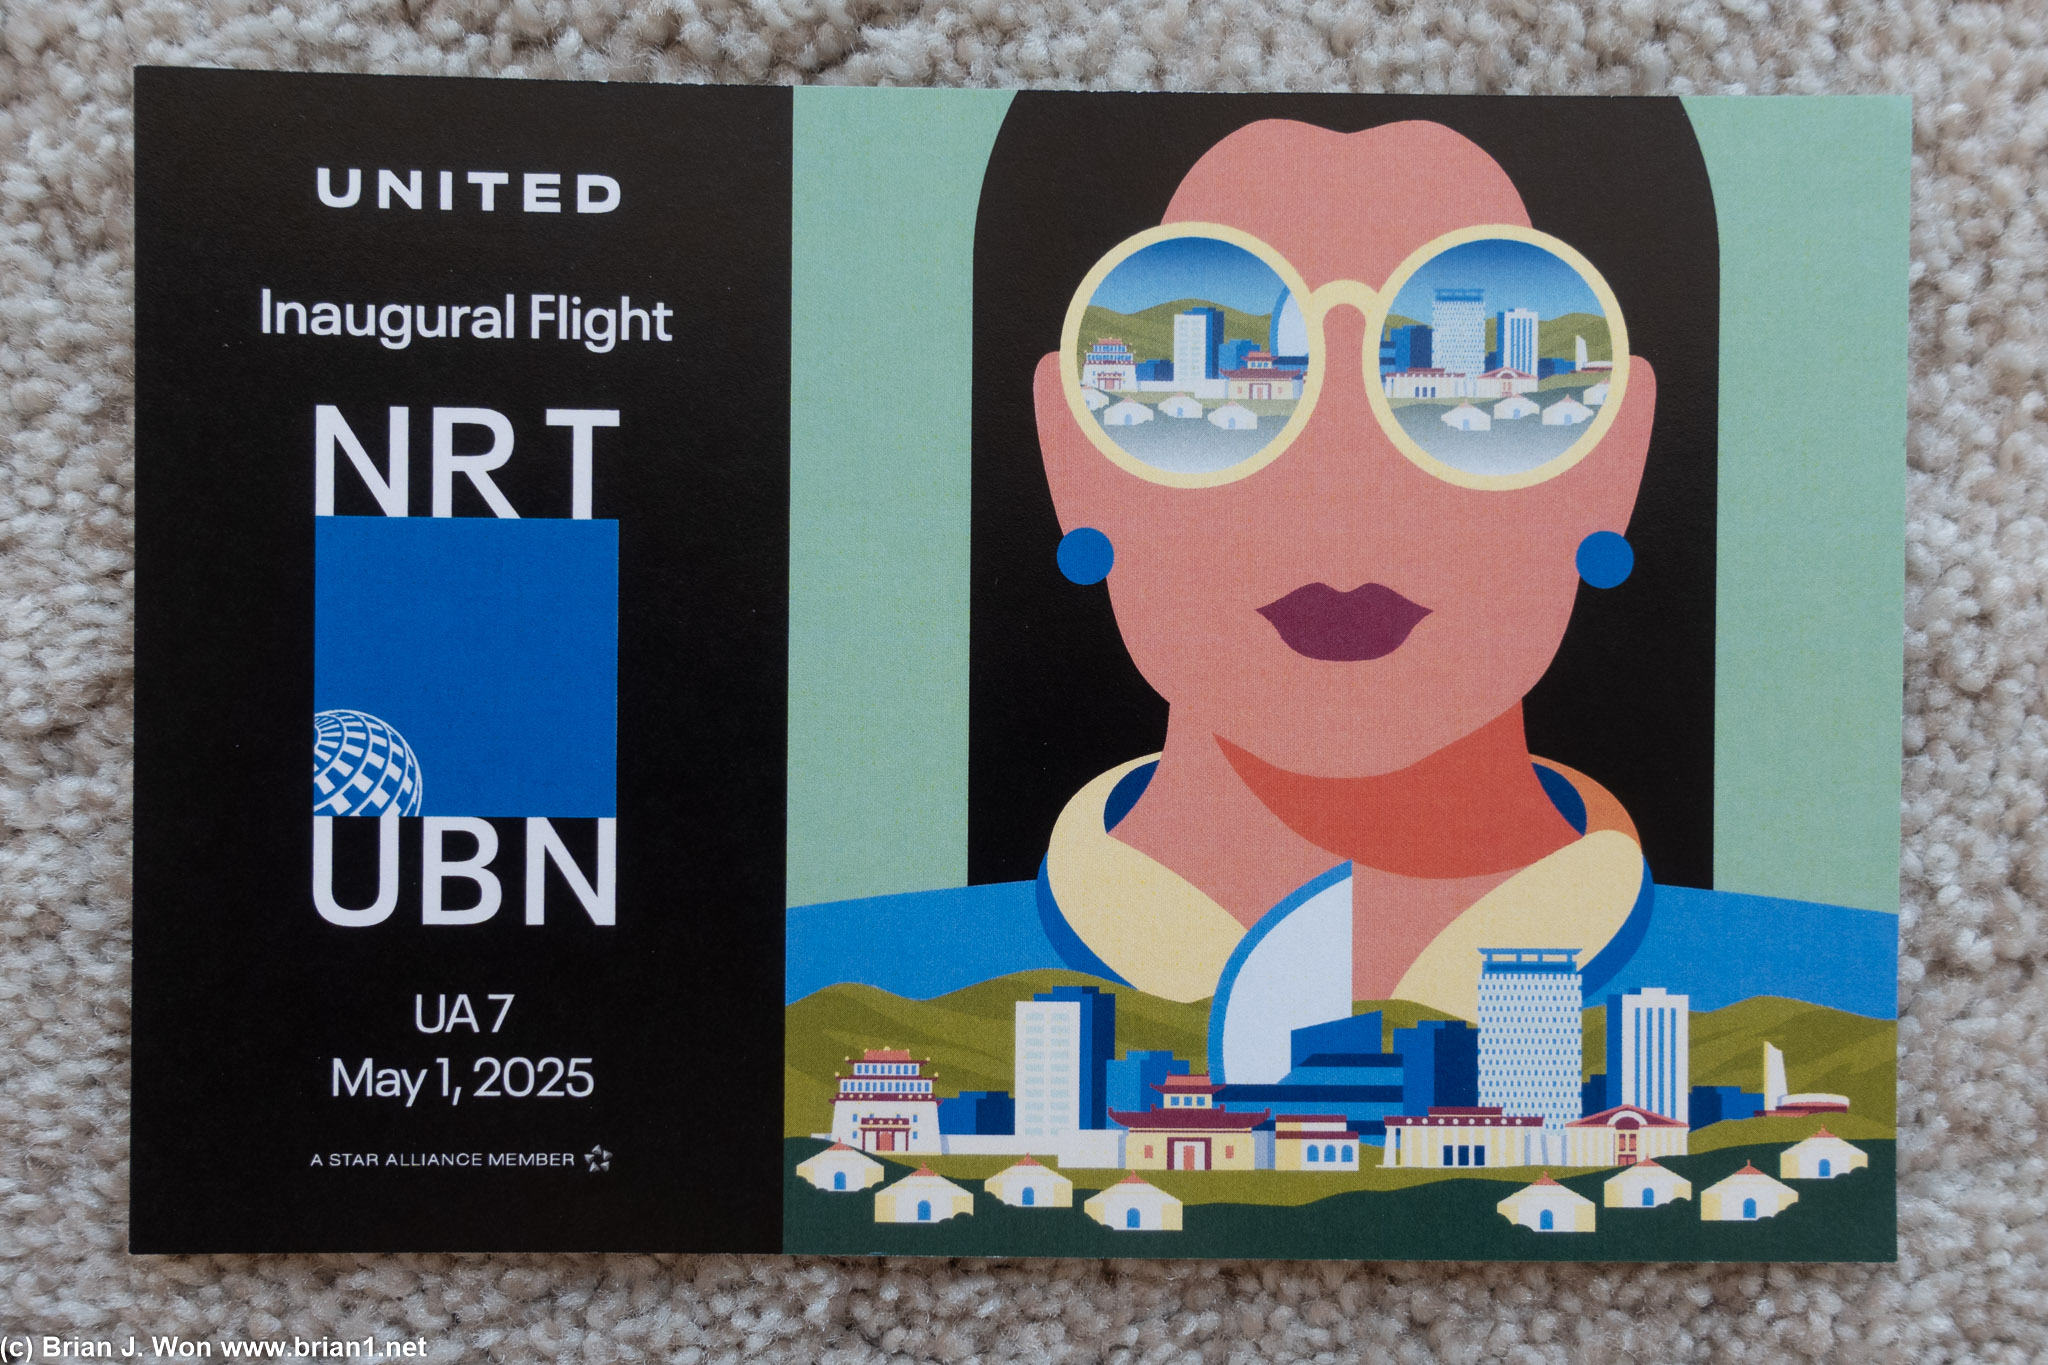 UNITED
Inaugural Flight
NRT
UBN
UA 7
May 1, 2025
A STAR ALLIANCE MEMBER
(c) Brian J. Won www.brian1.net